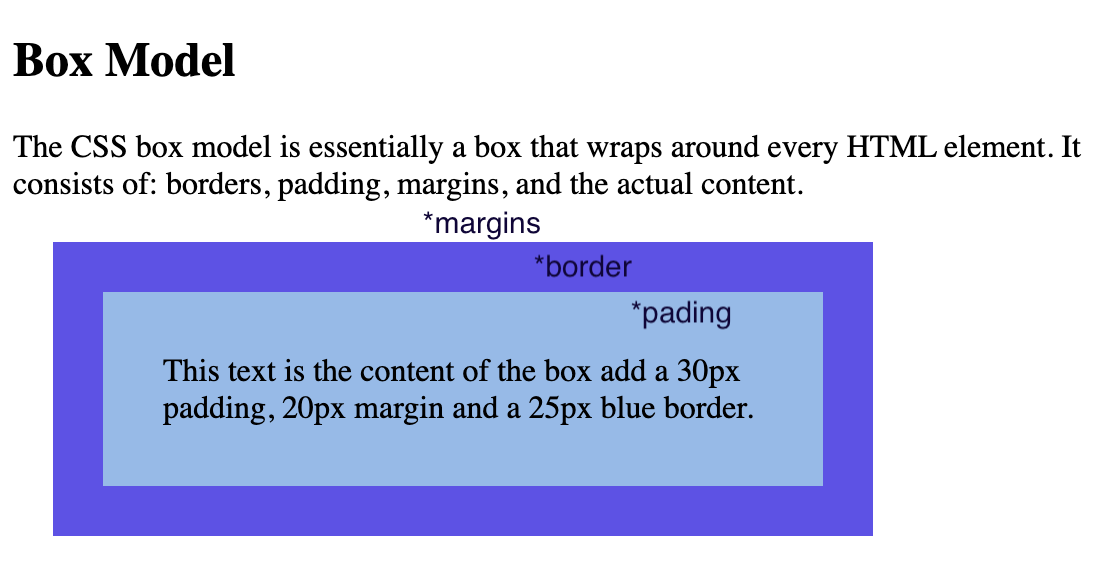 Box Model
The CSS box model is essentially a box that wraps around every HTML element. It
consists of: borders, padding, margins, and the actual content.
*margins
*border
*pading
This text is the content of the box add a 30px
padding, 20px margin and a 25px blue border.